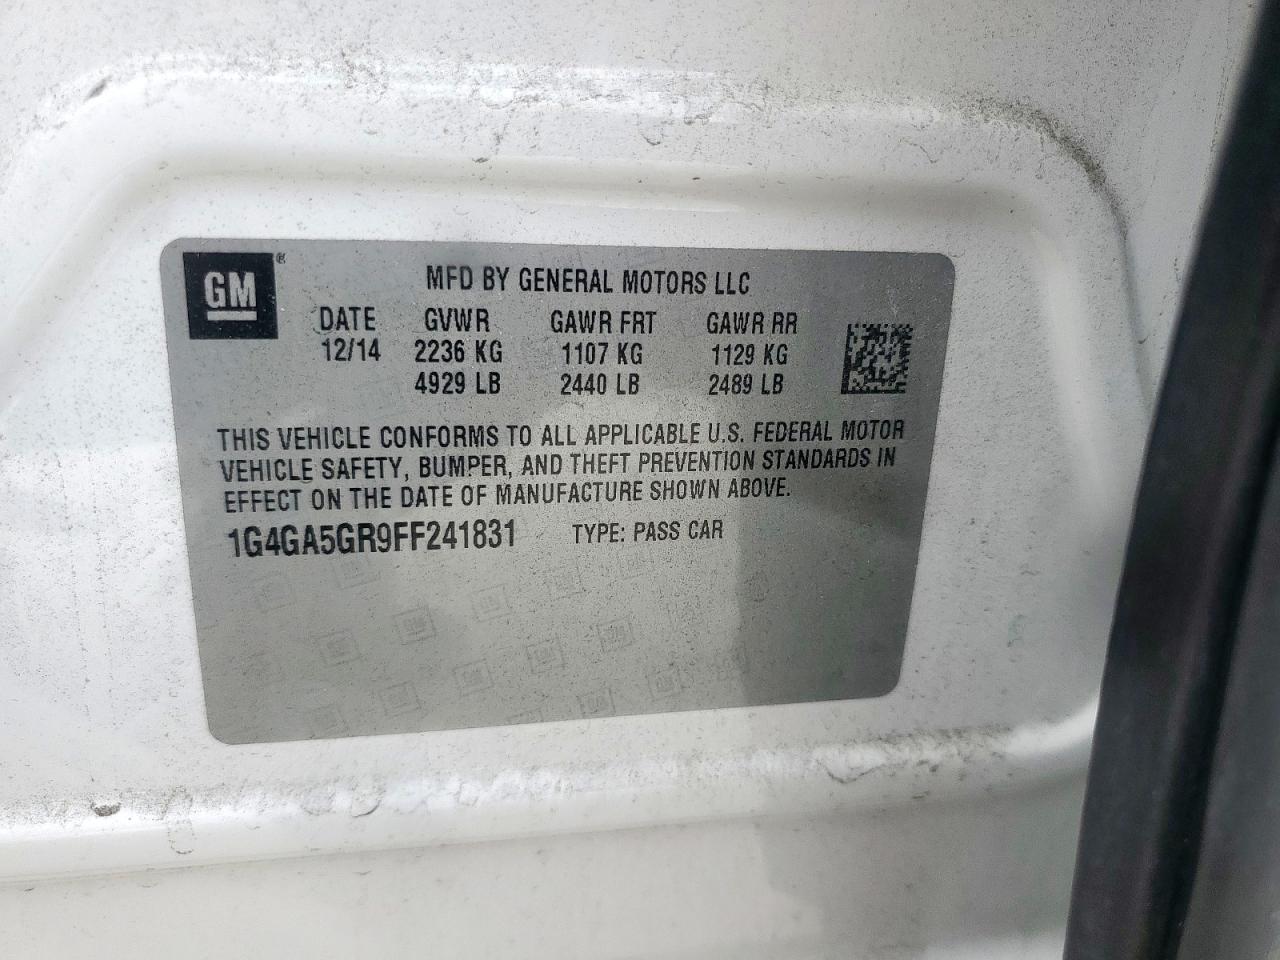 GM®
MFD BY GENERAL MOTORS LLC
DATE GVWR GAWR FRT GAWR RR
12/14 2236 KG 1107 KG 1129 KG
4929 LB 2440 LB 2489 LB
THIS VEHICLE CONFORMS TO ALL APPLICABLE U.S. FEDERAL MOTOR
VEHICLE SAFETY, BUMPER, AND THEFT PREVENTION STANDARDS IN
EFFECT ON THE DATE OF MANUFACTURE SHOWN ABOVE.
1G4GA5GR9FF241831 TYPE: PASS CAR